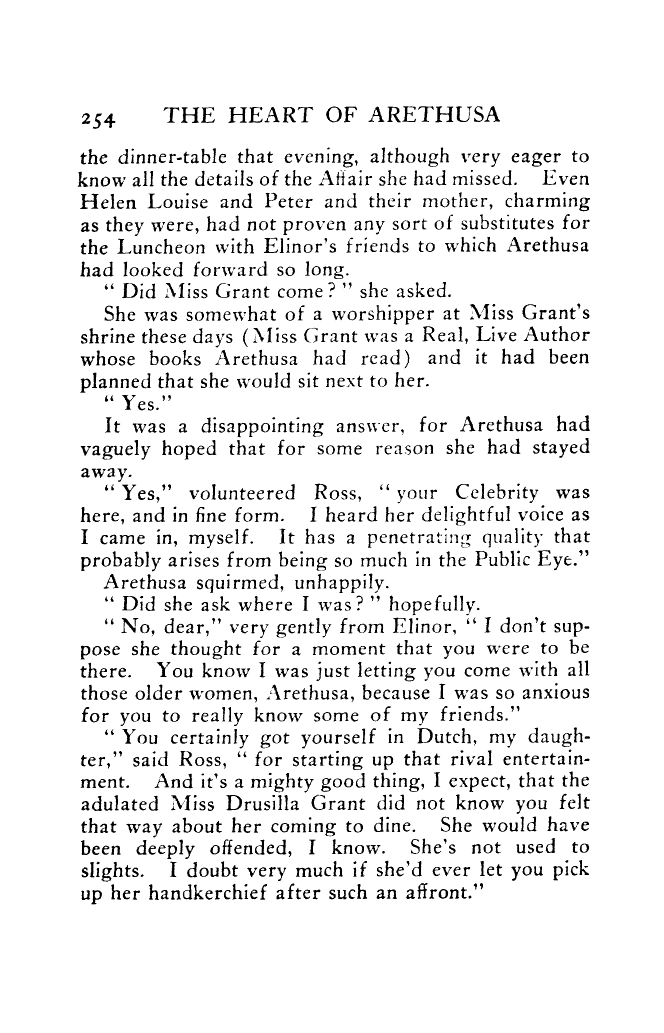 254 THE HEART OF ARETHUSA
the dinner-table that evening, although very eager to
know all the details of the Affair she had missed. Even
Helen Louise and Peter and their mother, charming
as they were, had not proven any sort of substitutes for
the Luncheon with Elinor's friends to which Arethusa
had looked forward so long.
“ Did Miss Grant come? ” she asked.
She was somewhat of a worshipper at Miss Grant's
shrine these days (Miss Grant was a Real, Live Author
whose books Arethusa had read) and it had been
planned that she would sit next to her.
“ Yes.”
It was a disappointing answer, for Arethusa had
vaguely hoped that for some reason she had stayed
away.
“ Yes,” volunteered Ross, “ your Celebrity was
here, and in fine form. I heard her delightful voice as
I came in, myself. It has a penetrating quality that
probably arises from being so much in the Public Eye.”
Arethusa squirmed, unhappily.
“ Did she ask where I was? ” hopefully.
“ No, dear,” very gently from Elinor, “ I don't sup-
pose she thought for a moment that you were to be
there. You know I was just letting you come with all
those older women, Arethusa, because I was so anxious
for you to really know some of my friends.”
“ You certainly got yourself in Dutch, my daugh-
ter,” said Ross, “ for starting up that rival entertain-
ment. And it's a mighty good thing, I expect, that the
adulated Miss Drusilla Grant did not know you felt
that way about her coming to dine. She would have
been deeply offended, I know. She's not used to
slights. I doubt very much if she'd ever let you pick
up her handkerchief after such an affront.”